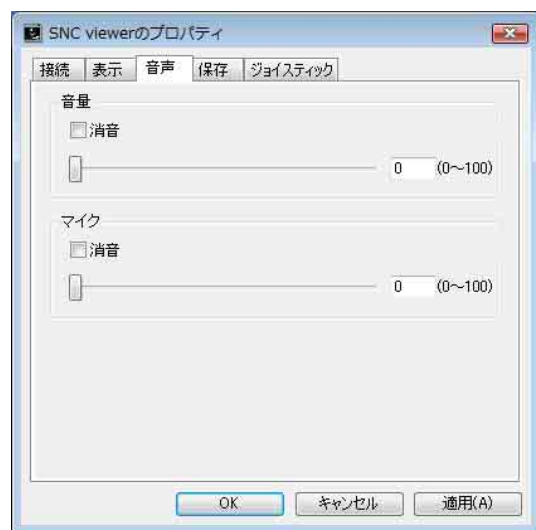 SNC viewerのプロパティ
接続 表示 音声 保存 ジョイスティック
音量
消音
0 (0～100)
マイク
消音
0 (0～100)
OK キャンセル 適用(A)